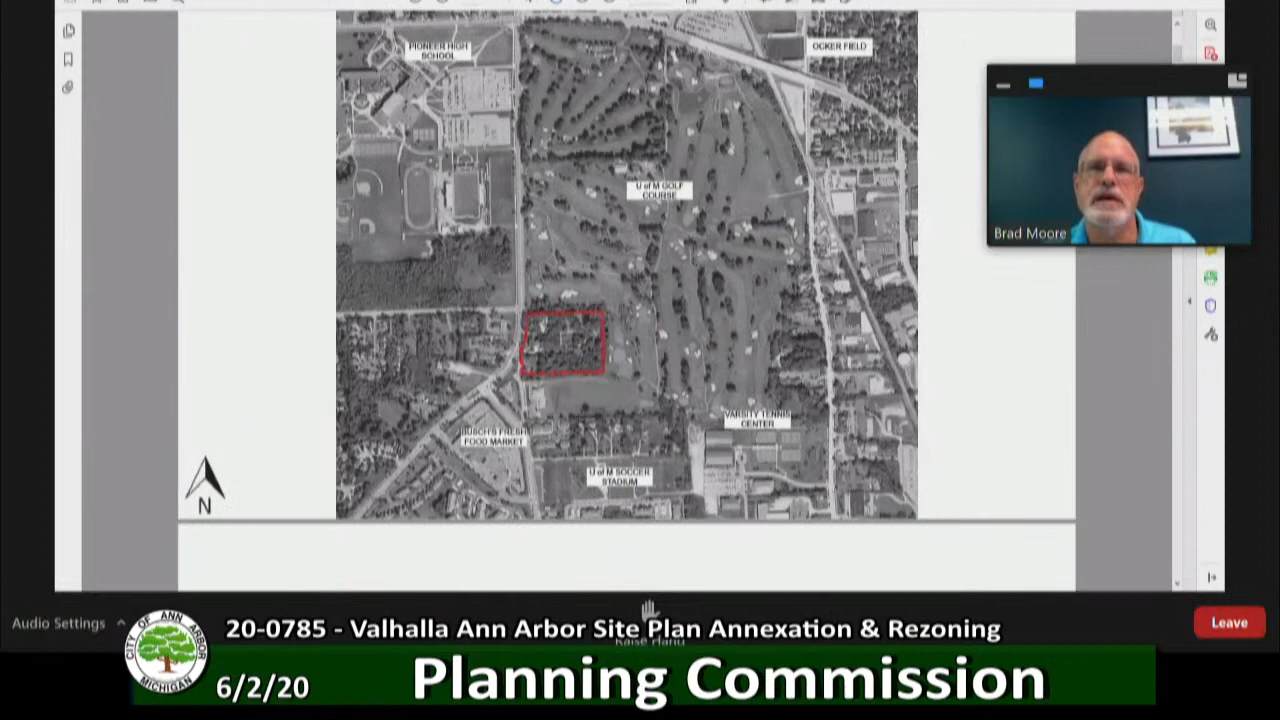 PIONEER HIGH
SCHOOL
OCKER FIELD
U of M GOLF
COURSE
Brad Moore
VARSITY TENNIS
CENTER
BUSCH'S FRESH
FOOD MARKET
U of M SOCCER
STADIUM
N
Audio Settings
Raise Hand
Leave
CITY OF ANN ARBOR
MICHIGAN
20-0785 - Valhalla Ann Arbor Site Plan Annexation & Rezoning
6/2/20
Planning Commission